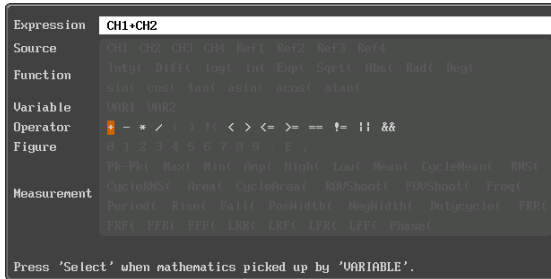 Expression CH1+CH2
Source CH1 CH2 CH3 CH4 Ref1 Ref2 Ref3 Ref4
Function Intg( Diff( log( ln( Exp( Sqrt( Abs( Rad( Deg(
sin( cos( tan( asin( acos( atan(
Variable VAR1 VAR2
Operator + - * / ( ) !( < > <= >= == != || &&
Figure 0 1 2 3 4 5 6 7 8 9 . E ,
Measurement Pk-Pk( Max( Min( Amp( High( Low( Mean( CycleMean( RMS(
CycleRMS( Area( CycleArea( ROVShoot( FOVShoot( Freq(
Period( Rise( Fall( PosWidth( NegWidth( Dutycycle( FRR(
FRF( FFR( FFF( LRR( LRF( LFR( LFF( Phase(
Press 'Select' when mathematics picked up by 'VARIABLE'.